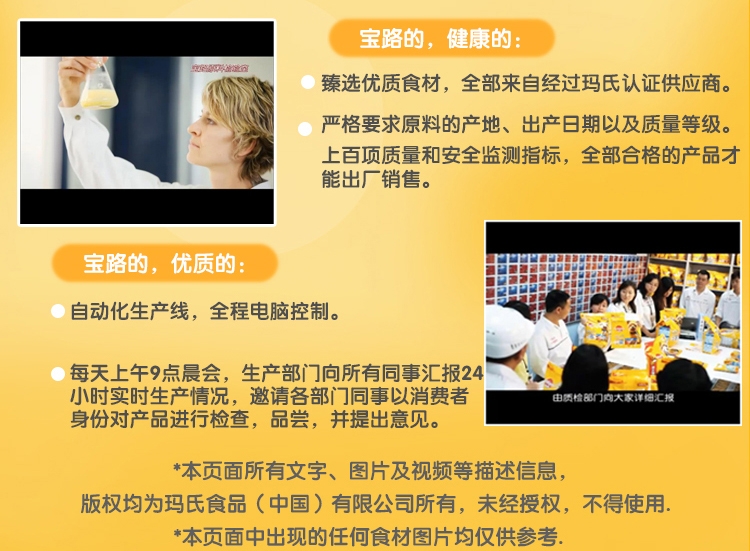 宝路的，健康的：
臻选优质食材，全部来自经过玛氏认证供应商。
严格要求原料的产地、出产日期以及质量等级。
上百项质量和安全监测指标，全部合格的产品才
能出厂销售。
宝路的，优质的：
自动化生产线，全程电脑控制。
每天上午9点晨会，生产部门向所有同事汇报24
小时实时生产情况，邀请各部门同事以消费者
身份对产品进行检查，品尝，并提出意见。
由质检部门向大家详细汇报
*本页面所有文字、图片及视频等描述信息，
版权均为玛氏食品（中国）有限公司所有，未经授权，不得使用.
*本页面中出现的任何食材图片均仅供参考.